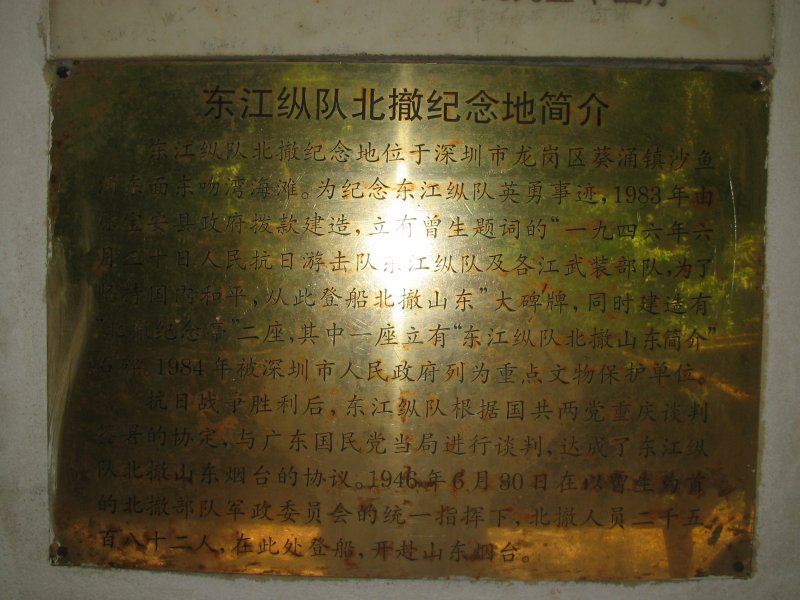 东江纵队北撤纪念地简介
东江纵队北撤纪念地位于深圳市龙岗区葵涌镇沙鱼
涌东面东吻湾海滩。为纪念东江纵队英勇事迹，1983年由
原宝安县政府拨款建造，立有曾生题词的“一九四六年六
月三十日人民抗日游击队东江纵队及各江武装部队，为了
坚持国内和平，从此登船北撤山东”大碑牌，同时建造有
“北撤纪念亭”二座，其中一座立有“东江纵队北撤山东简介”
石碑。1984年被深圳市人民政府列为重点文物保护单位。
抗日战争胜利后，东江纵队根据国共两党重庆谈判
签署的协定，与广东国民党当局进行谈判，达成了东江纵
队北撤山东烟台的协议。1946年6月30日在以曾生为首
的北撤部队军政委员会的统一指挥下，北撤人员二千五
百八十二人，在此处登船，开赴山东烟台。